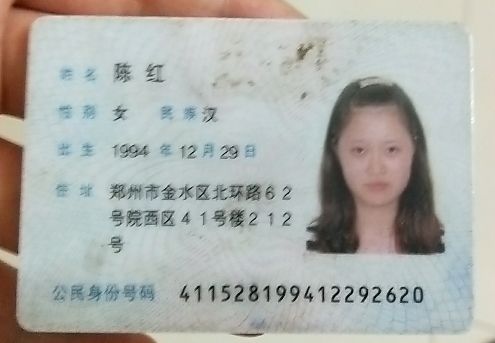 姓名 陈红
性别 女 民族 汉
出生 1994 年 12 月 29 日
住址 郑州市金水区北环路６２
号院西区４１号楼２１２
号
公民身份号码 411528199412292620